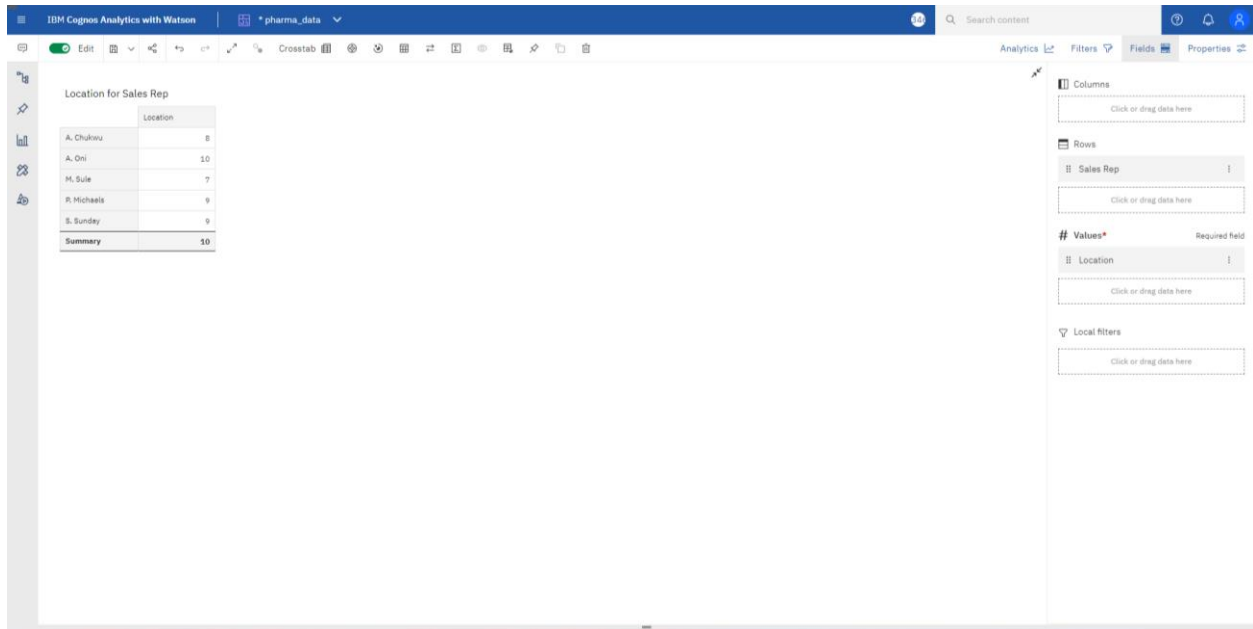 IBM Cognos Analytics with Watson
* pharma_data
Search content
Edit
Crosstab
Analytics
Filters
Fields
Properties
Location for Sales Rep
Location
A. Chukwu 8
A. Oni 10
M. Sule 7
P. Michaels 9
S. Sunday 9
Summary 10
Columns
Click or drag data here
Rows
Sales Rep
Click or drag data here
# Values* Required field
Location
Click or drag data here
Local filters
Click or drag data here